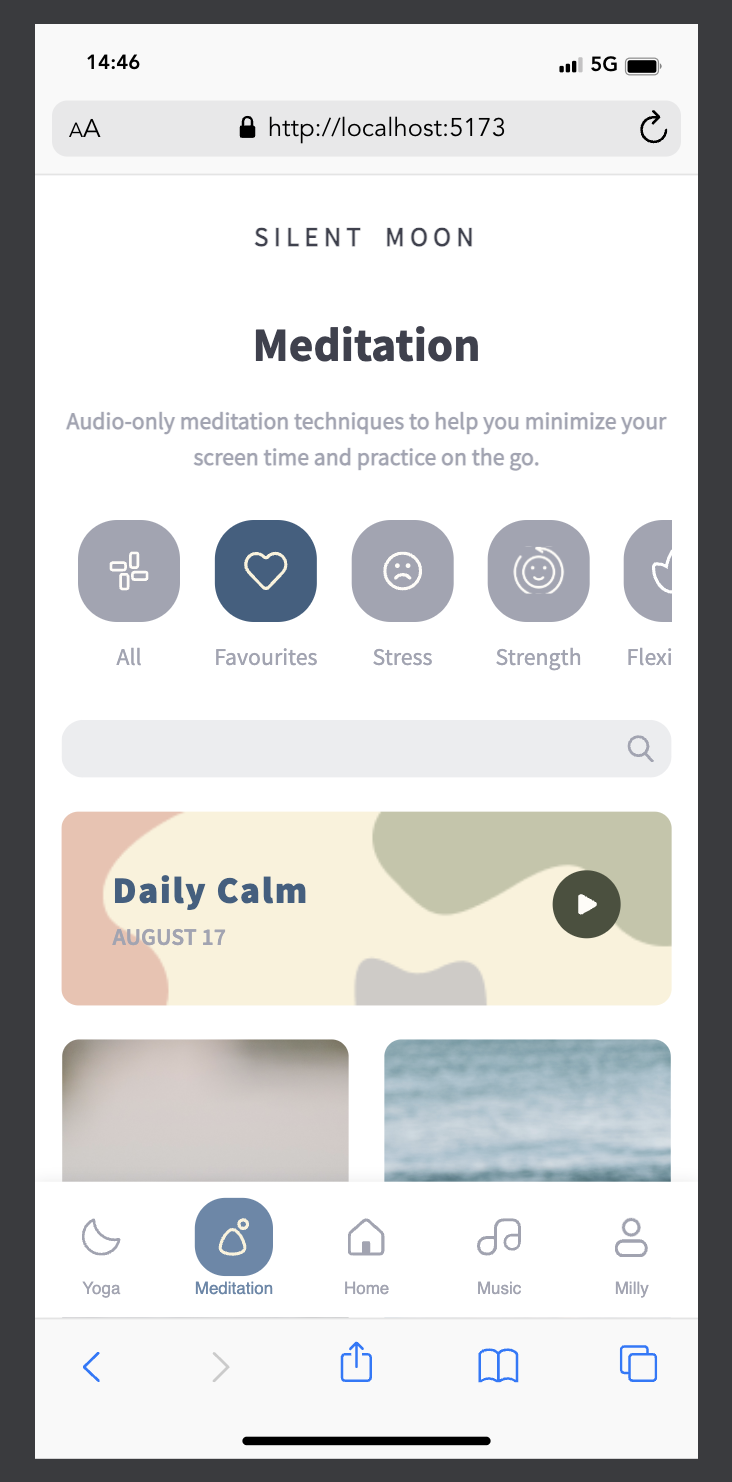 14:46
5G
AA
http://localhost:5173
SILENT MOON
Meditation
Audio-only meditation techniques to help you minimize your
screen time and practice on the go.
All
Favourites
Stress
Strength
Flexi
Daily Calm
AUGUST 17
Yoga
Meditation
Home
Music
Milly